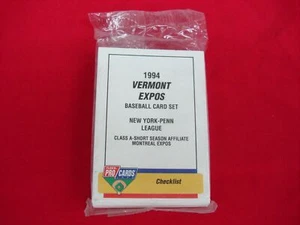 1994
VERMONT
EXPOS
BASEBALL CARD SET
NEW YORK-PENN
LEAGUE
CLASS A-SHORT SEASON AFFILIATE
MONTREAL EXPOS
PRO CARDS
Checklist